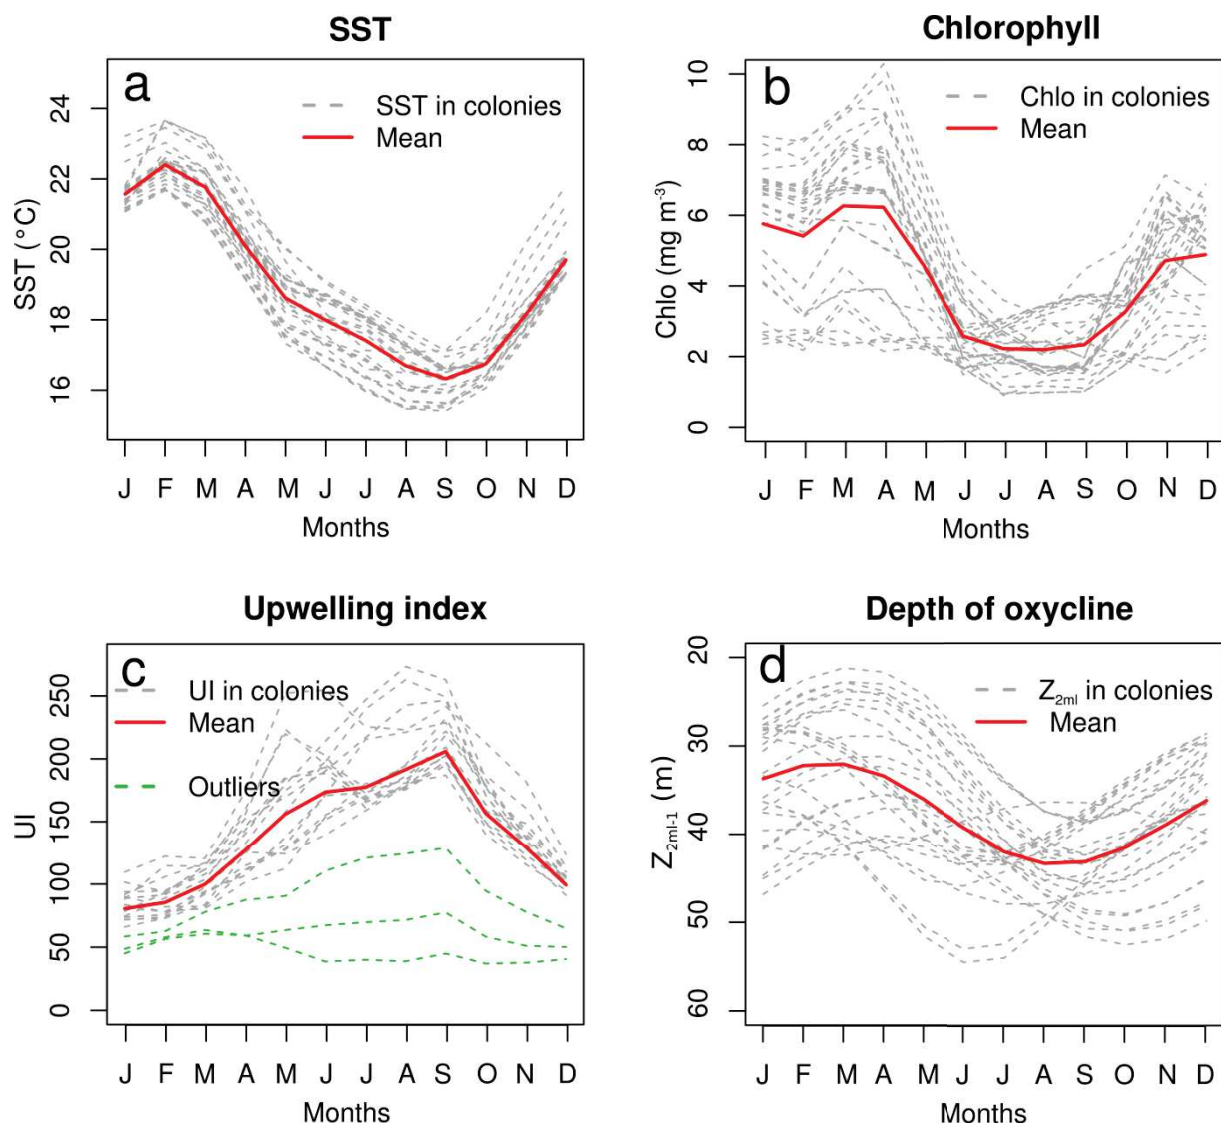 SST
a
SST in colonies
Mean
SST (°C)
24
22
20
18
16
J F M A M J J A S O N D
Months
Chlorophyll
b
Chlo in colonies
Mean
Chlo (mg m-3)
10
8
6
4
2
0
J F M A M J J A S O N D
Months
Upwelling index
c
UI in colonies
Mean
Outliers
UI
250
200
150
100
50
0
J F M A M J J A S O N D
Months
Depth of oxycline
d
Z2ml in colonies
Mean
Z2ml-1 (m)
20
30
40
50
60
J F M A M J J A S O N D
Months